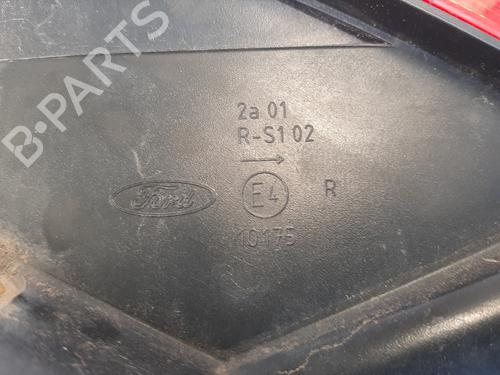 B-PARTS
2a 01
R-S1 02
Ford
E4
R
10175